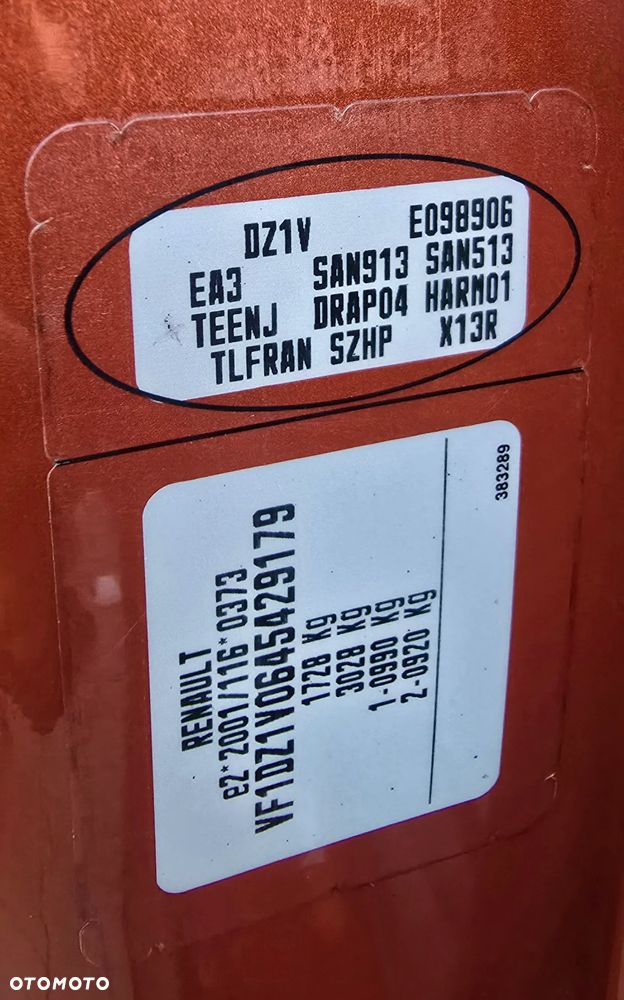 DZ1V E098906
EA3 SAN913 SAN513
TEENJ DRAP04 HARM01
TLFRAN SZHP X13R
383289
RENAULT
e2*2001/116*0373
VF1DZ1V0645429179
1728 Kg
3028 Kg
1-0990 Kg
2-0920 Kg
OTOMOTO